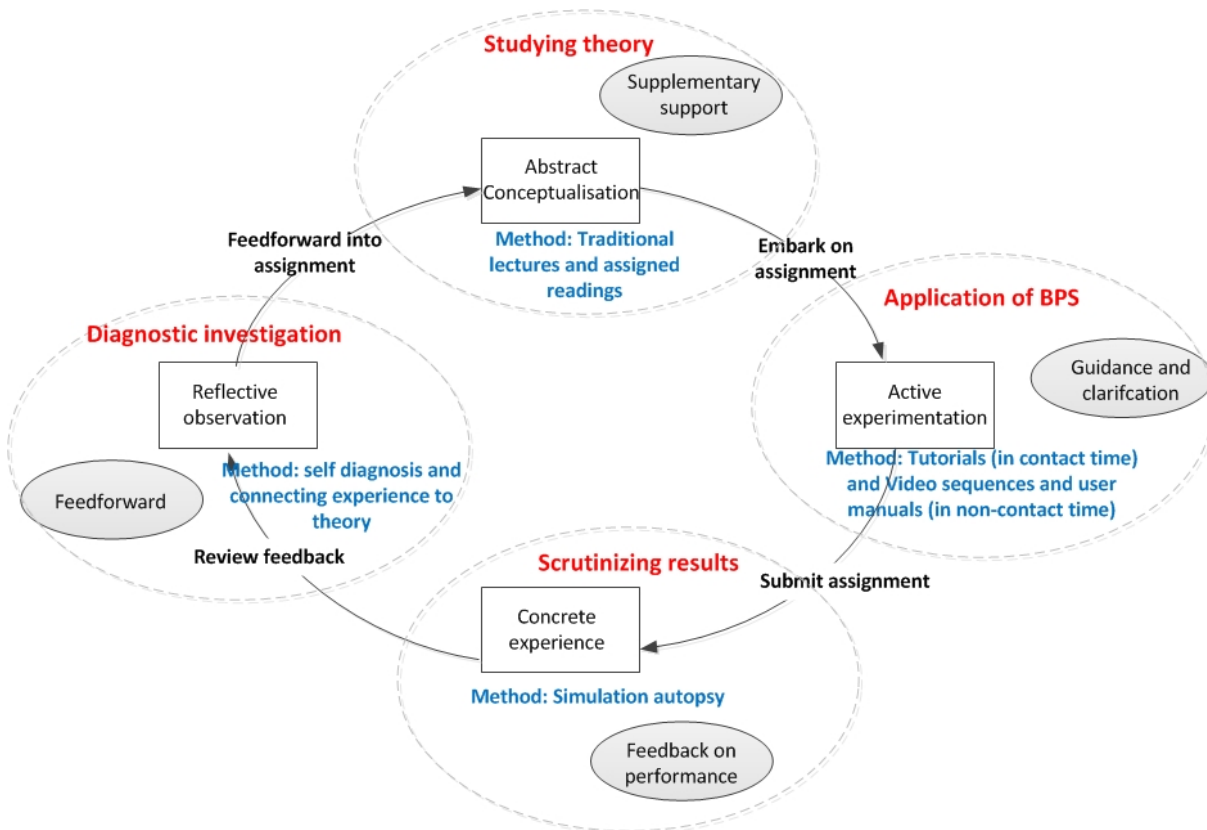 Studying theory
Supplementary
support
Abstract
Conceptualisation
Method: Traditional
lectures and assigned
readings
Feedforward into
assignment
Embark on
assignment
Application of BPS
Guidance and
clarifcation
Active
experimentation
Method: Tutorials (in contact time)
and Video sequences and user
manuals (in non-contact time)
Diagnostic investigation
Reflective
observation
Method: self diagnosis and
connecting experience to
theory
Feedforward
Review feedback
Submit assignment
Scrutinizing results
Concrete
experience
Method: Simulation autopsy
Feedback on
performance